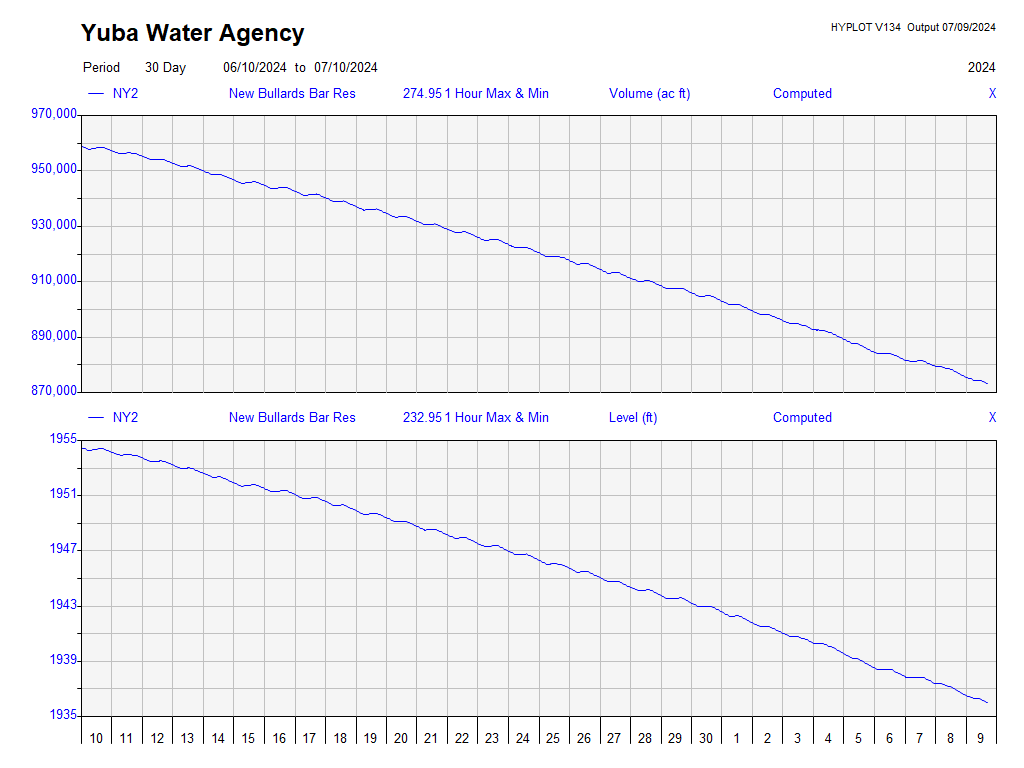 Yuba Water Agency
HYPLOT V134 Output 07/09/2024
Period 30 Day 06/10/2024 to 07/10/2024 2024
NY2 New Bullards Bar Res 274.95 1 Hour Max & Min Volume (ac ft) Computed X
970,000
950,000
930,000
910,000
890,000
870,000
NY2 New Bullards Bar Res 232.95 1 Hour Max & Min Level (ft) Computed X
1955
1951
1947
1943
1939
1935
10 11 12 13 14 15 16 17 18 19 20 21 22 23 24 25 26 27 28 29 30 1 2 3 4 5 6 7 8 9